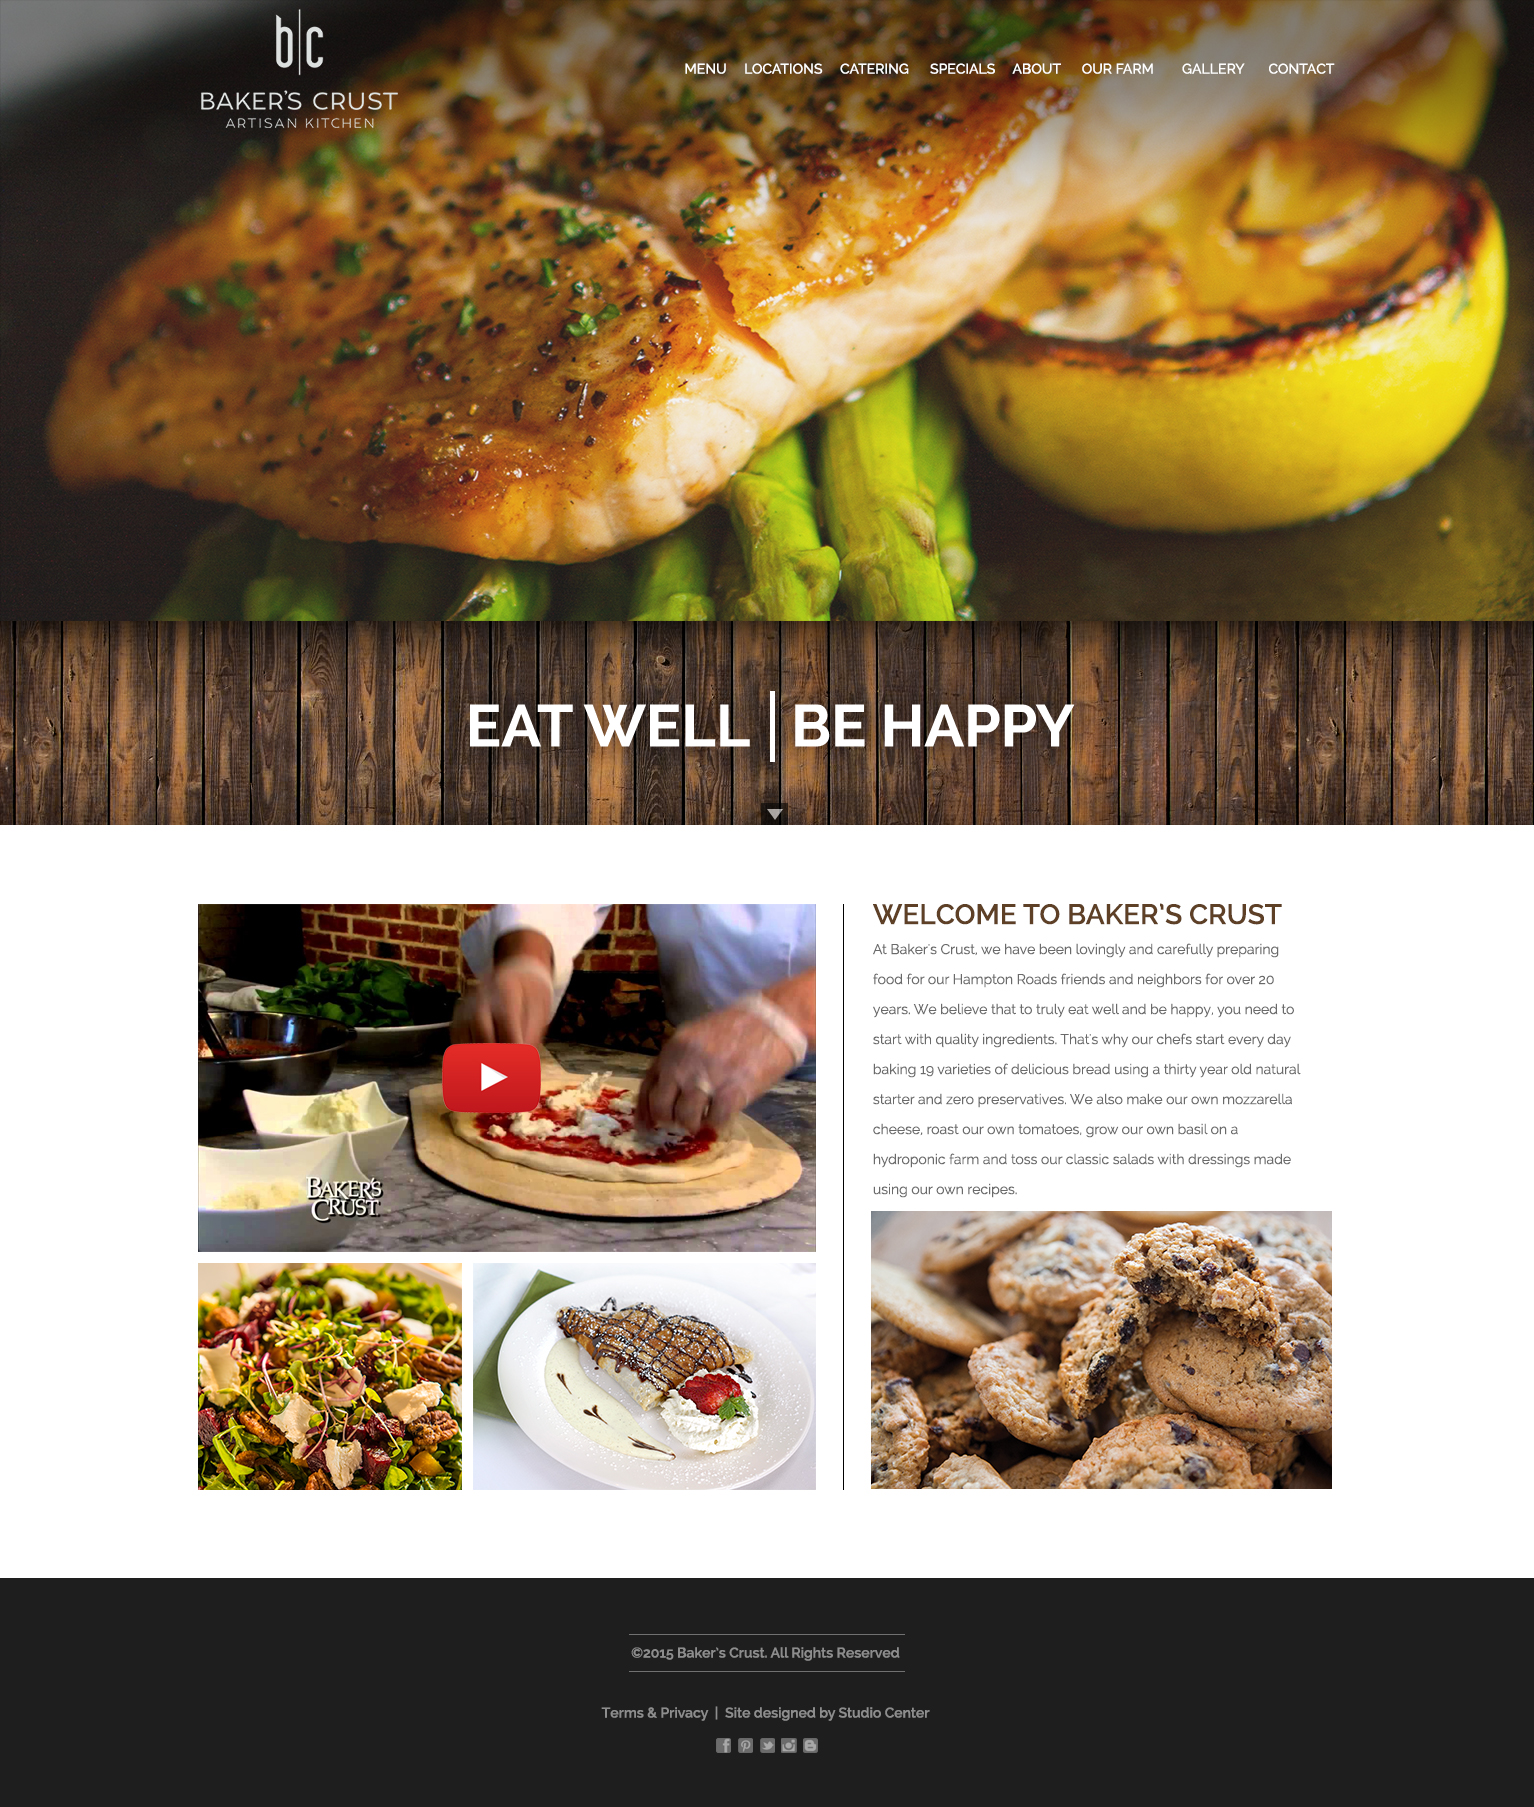 b|c
BAKER'S CRUST
ARTISAN KITCHEN
MENU LOCATIONS CATERING SPECIALS ABOUT OUR FARM GALLERY CONTACT
EAT WELL | BE HAPPY
BAKER'S
CRUST
WELCOME TO BAKER'S CRUST
At Baker's Crust, we have been lovingly and carefully preparing
food for our Hampton Roads friends and neighbors for over 20
years. We believe that to truly eat well and be happy, you need to
start with quality ingredients. That's why our chefs start every day
baking 19 varieties of delicious bread using a thirty year old natural
starter and zero preservatives. We also make our own mozzarella
cheese, roast our own tomatoes, grow our own basil on a
hydroponic farm and toss our classic salads with dressings made
using our own recipes.
©2015 Baker's Crust. All Rights Reserved
Terms & Privacy | Site designed by Studio Center